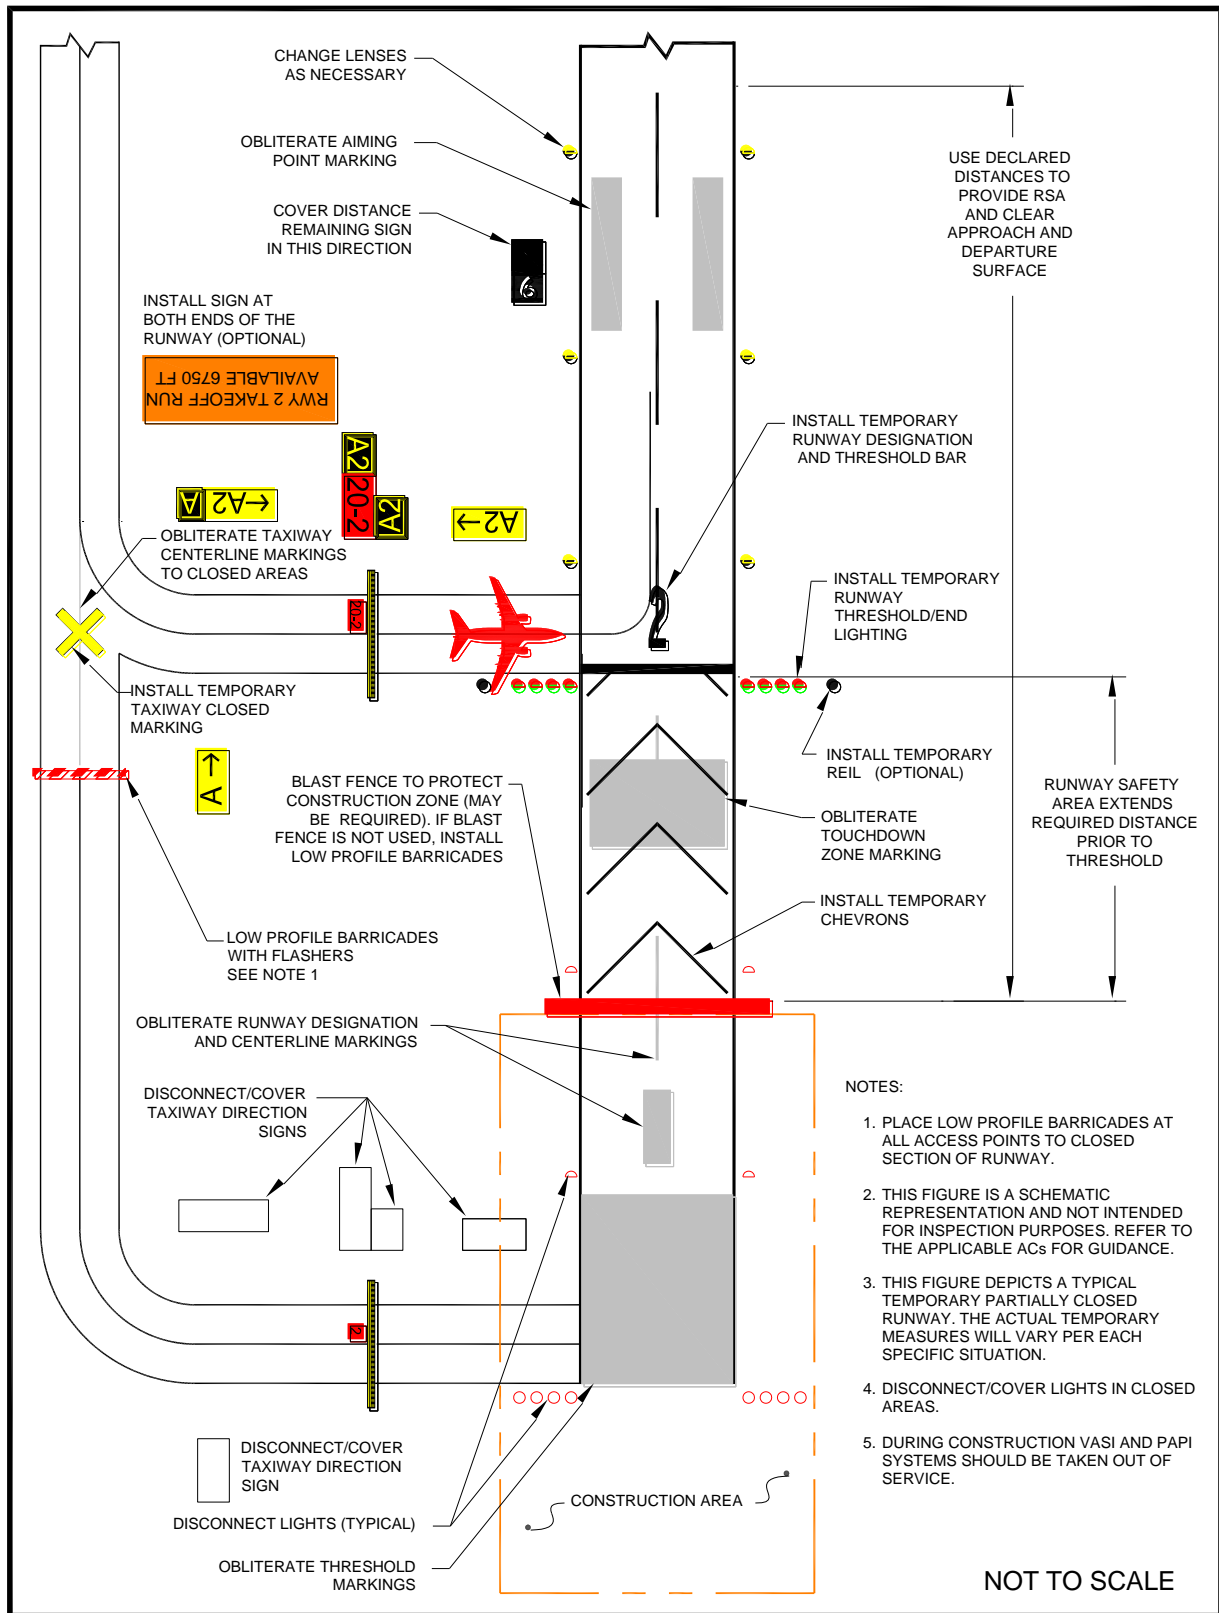 CHANGE LENSES
AS NECESSARY
OBLITERATE AIMING
POINT MARKING
COVER DISTANCE
REMAINING SIGN
IN THIS DIRECTION
6
USE DECLARED
DISTANCES TO
PROVIDE RSA
AND CLEAR
APPROACH AND
DEPARTURE
SURFACE
INSTALL SIGN AT
BOTH ENDS OF THE
RUNWAY (OPTIONAL)
RWY 2 TAKEOFF RUN
AVAILABLE 6750 FT
INSTALL TEMPORARY
RUNWAY DESIGNATION
AND THRESHOLD BAR
A2
20-2
A2
A
←A2
A2→
OBLITERATE TAXIWAY
CENTERLINE MARKINGS
TO CLOSED AREAS
20-2
2
INSTALL TEMPORARY
RUNWAY
THRESHOLD/END
LIGHTING
INSTALL TEMPORARY
TAXIWAY CLOSED
MARKING
A→
INSTALL TEMPORARY
REIL (OPTIONAL)
BLAST FENCE TO PROTECT
CONSTRUCTION ZONE (MAY
BE REQUIRED). IF BLAST
FENCE IS NOT USED, INSTALL
LOW PROFILE BARRICADES
RUNWAY SAFETY
AREA EXTENDS
REQUIRED DISTANCE
PRIOR TO
THRESHOLD
OBLITERATE
TOUCHDOWN
ZONE MARKING
INSTALL TEMPORARY
CHEVRONS
LOW PROFILE BARRICADES
WITH FLASHERS
SEE NOTE 1
OBLITERATE RUNWAY DESIGNATION
AND CENTERLINE MARKINGS
DISCONNECT/COVER
TAXIWAY DIRECTION
SIGNS
2
NOTES:
1. PLACE LOW PROFILE BARRICADES AT
ALL ACCESS POINTS TO CLOSED
SECTION OF RUNWAY.
2. THIS FIGURE IS A SCHEMATIC
REPRESENTATION AND NOT INTENDED
FOR INSPECTION PURPOSES. REFER TO
THE APPLICABLE ACs FOR GUIDANCE.
3. THIS FIGURE DEPICTS A TYPICAL
TEMPORARY PARTIALLY CLOSED
RUNWAY. THE ACTUAL TEMPORARY
MEASURES WILL VARY PER EACH
SPECIFIC SITUATION.
4. DISCONNECT/COVER LIGHTS IN CLOSED
AREAS.
5. DURING CONSTRUCTION VASI AND PAPI
SYSTEMS SHOULD BE TAKEN OUT OF
SERVICE.
DISCONNECT/COVER
TAXIWAY DIRECTION
SIGN
CONSTRUCTION AREA
DISCONNECT LIGHTS (TYPICAL)
OBLITERATE THRESHOLD
MARKINGS
NOT TO SCALE